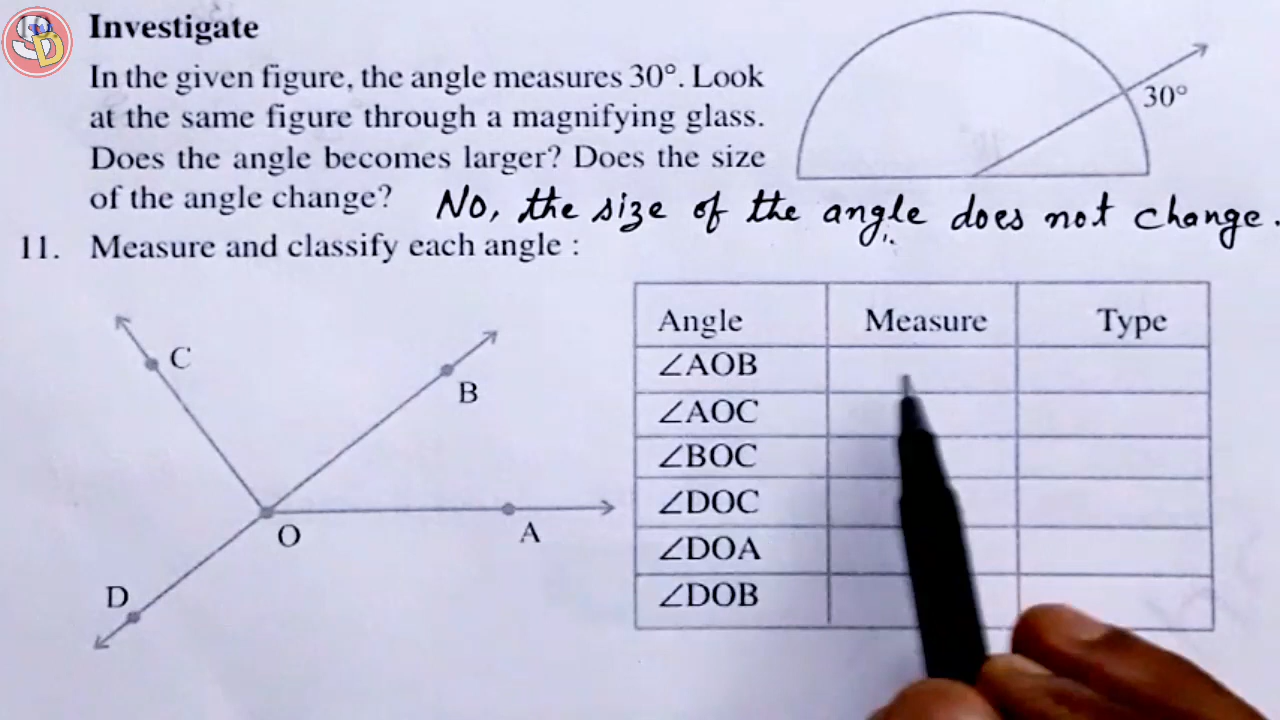 SD
Investigate
In the given figure, the angle measures 30°. Look
at the same figure through a magnifying glass.
Does the angle becomes larger? Does the size
of the angle change?
No, the size of the angle does not change.
30°
11. Measure and classify each angle :
C
B
O
A
D
Angle Measure Type
∠AOB
∠AOC
∠BOC
∠DOC
∠DOA
∠DOB